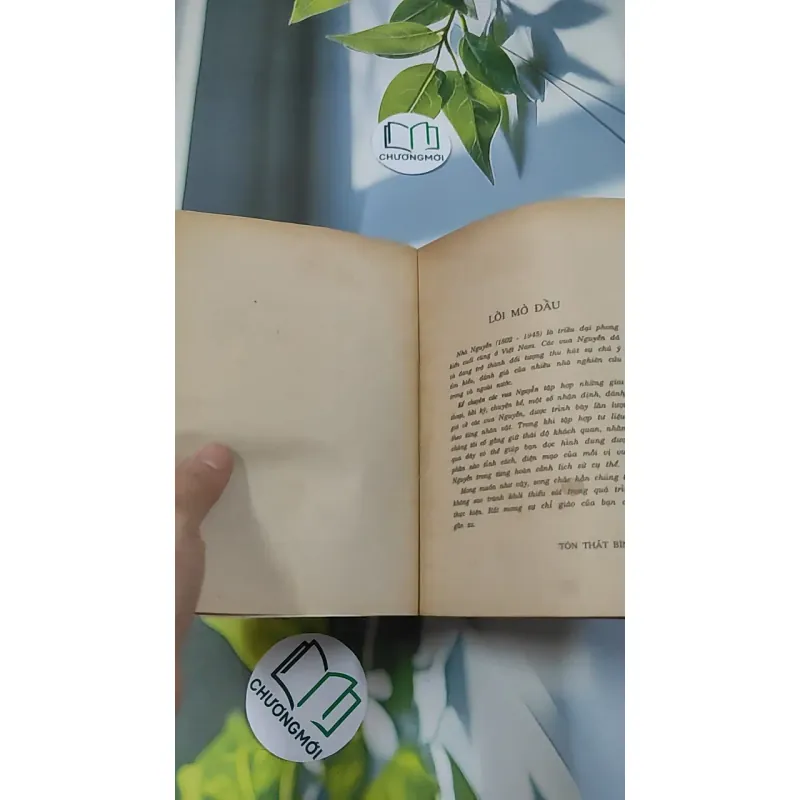 CHƯƠNGMỚI
LỜI MỞ ĐẦU
Nhà Nguyễn (1802 - 1945) là triều đại phong
kiến cuối cùng ở Việt Nam. Các vua Nguyễn đã
và đang trở thành đối tượng thu hút sự chú ý
tìm kiếm, đánh giá của nhiều nhà nghiên cứu
trong và ngoài nước.
Kể chuyện các vua Nguyễn tập hợp những giai
thoại, hồi ký, chuyện kể, một số nhận định, đánh
giá về các vua Nguyễn, được trình bày lần lượt
theo từng nhân vật. Trong khi tập hợp tư liệu
chúng tôi cố gắng giữ thái độ khách quan, nhằm
qua đây có thể giúp bạn đọc hình dung được
phần nào tính cách, diện mạo của mỗi vị vua
Nguyễn trong từng hoàn cảnh lịch sử cụ thể.
Mong muốn như vậy, song chắc hẳn chúng t
không sao tránh khỏi thiếu sót trong quá trì
thực hiện. Rất mong sự chỉ giáo của bạn đ
gần xa.
TÔN THẤT BÌN
CHƯƠNGMỚI